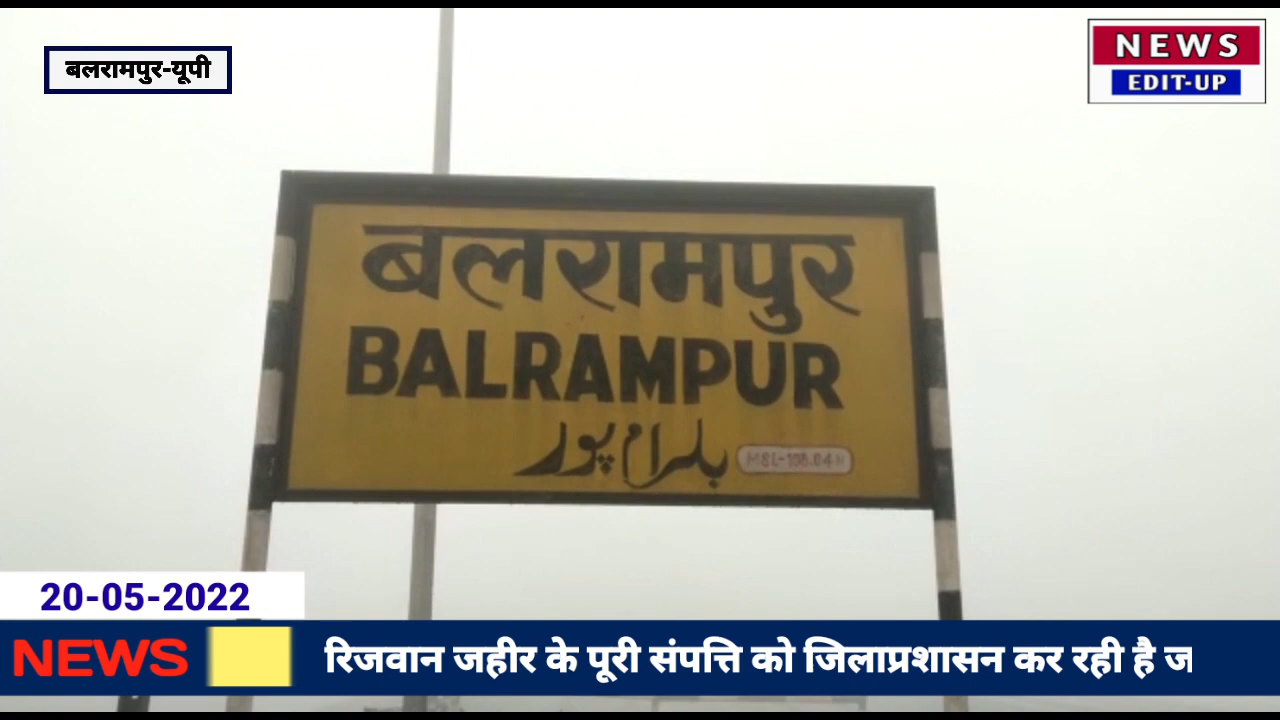 बलरामपुर-यूपी
NEWS
EDIT-UP
बलरामपुर
BALRAMPUR
بلرام پور
20-05-2022
NEWS
रिजवान जहीर के पूरी संपत्ति को जिलाप्रशासन कर रही है ज